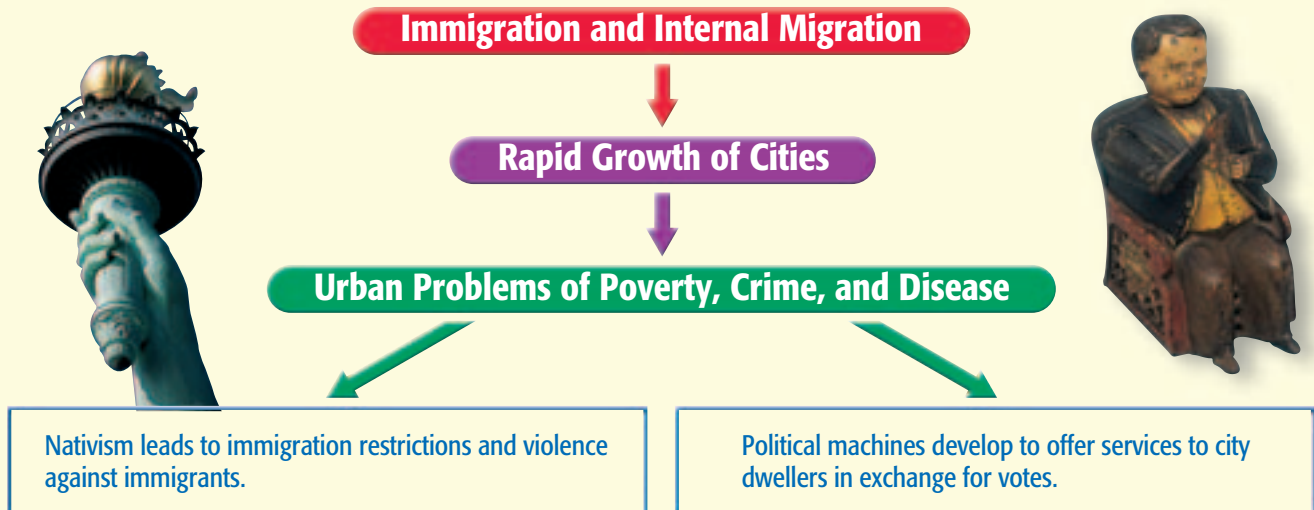 Immigration and Internal Migration
Rapid Growth of Cities
Urban Problems of Poverty, Crime, and Disease
Nativism leads to immigration restrictions and violence
against immigrants.
Political machines develop to offer services to city
dwellers in exchange for votes.